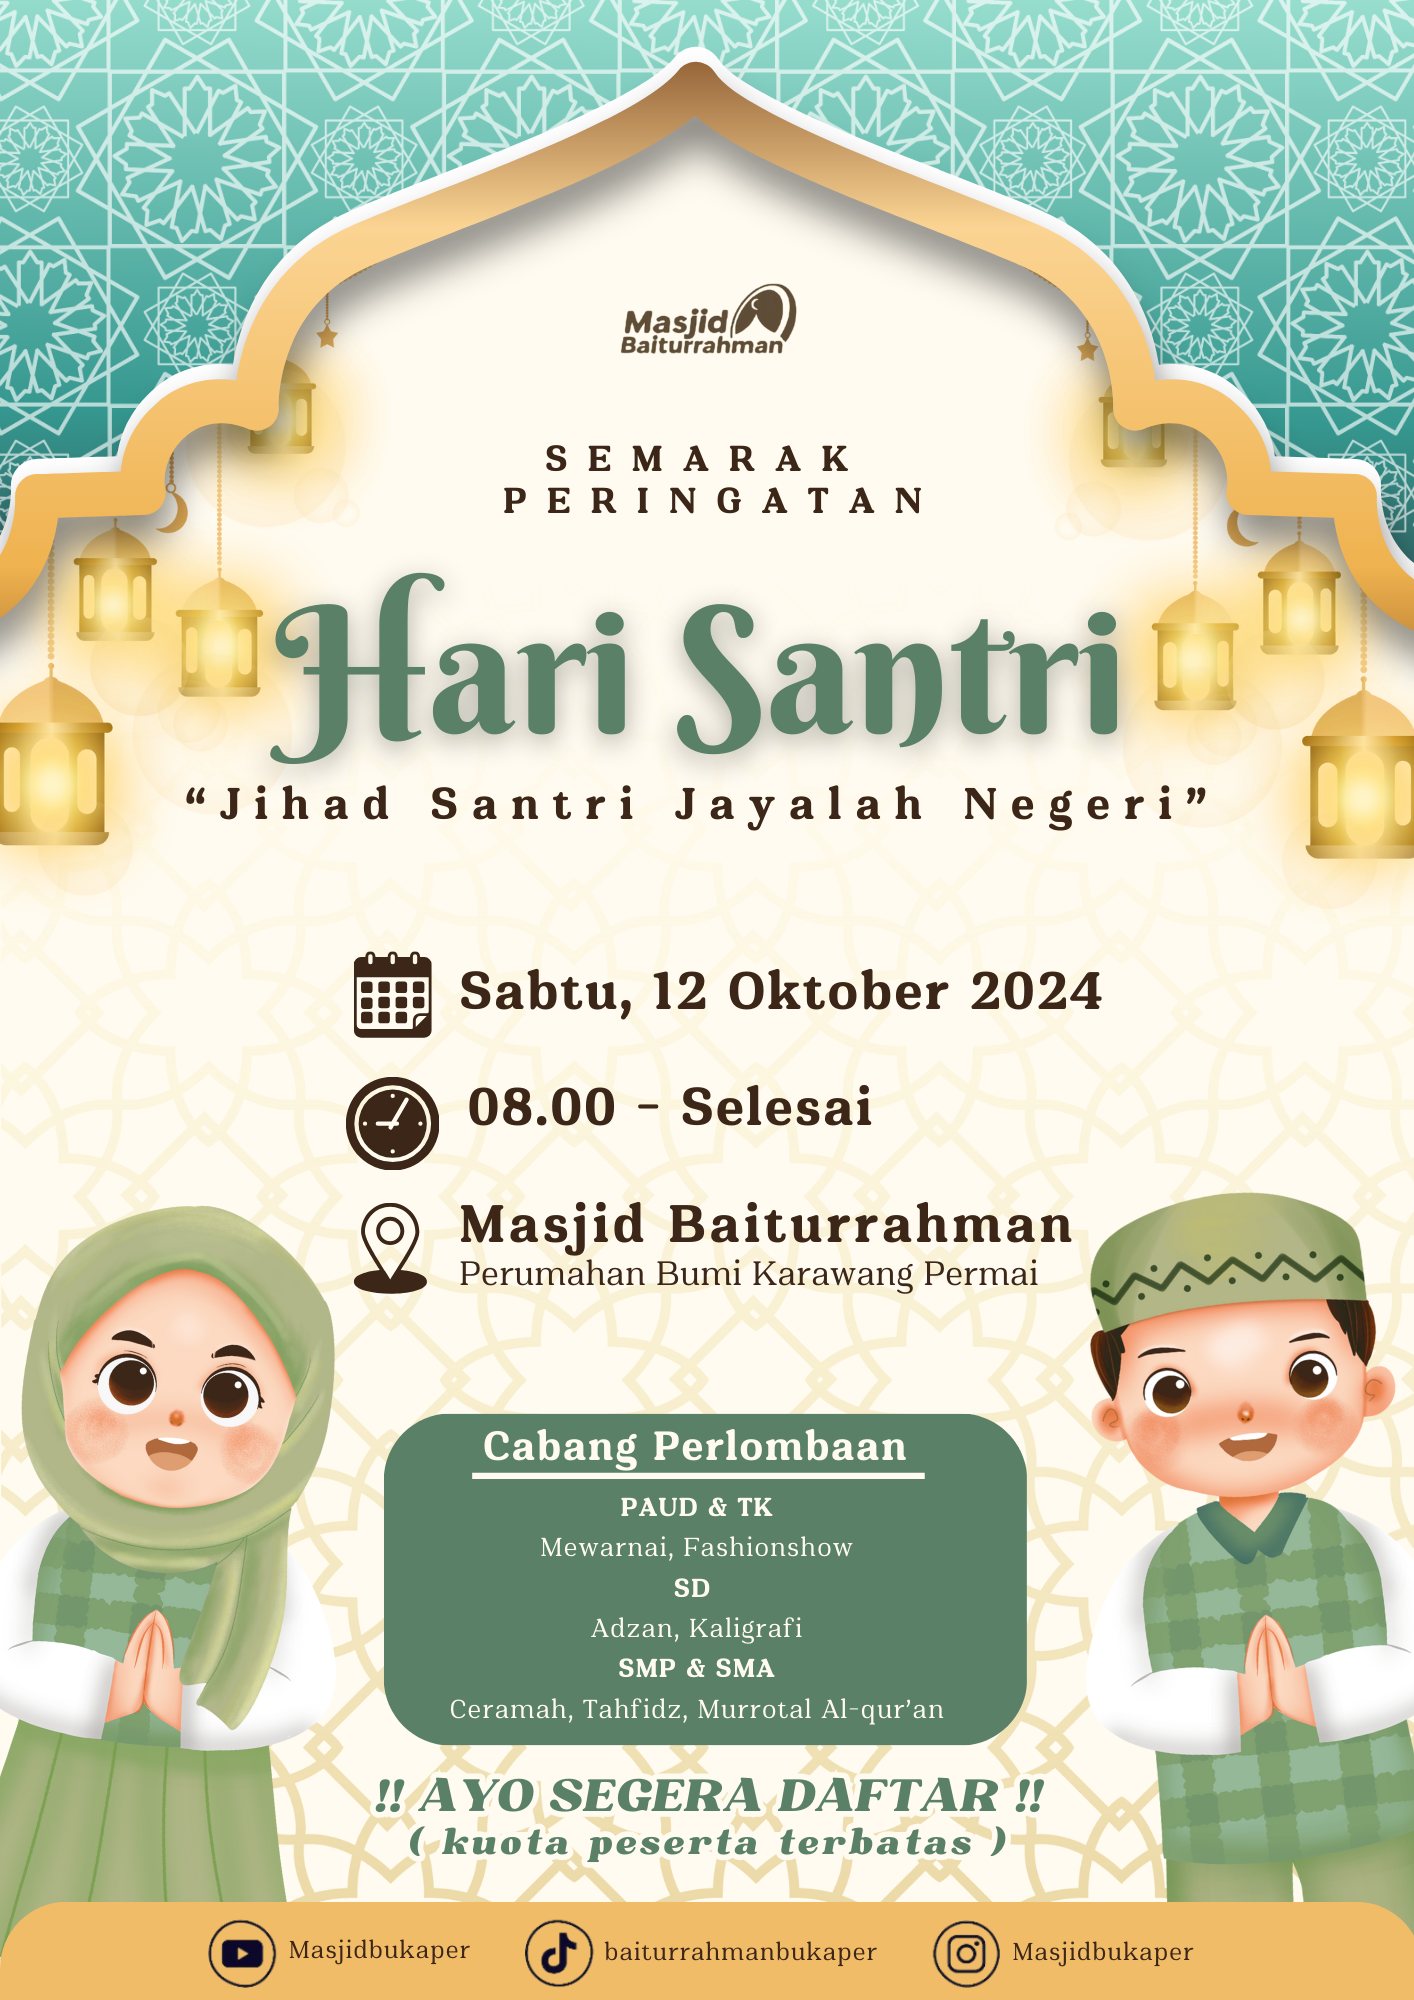 Masjid
Baiturrahman
SEMARAK
PERINGATAN
Hari Santri
“Jihad Santri Jayalah Negeri”
Sabtu, 12 Oktober 2024
08.00 - Selesai
Masjid Baiturrahman
Perumahan Bumi Karawang Permai
Cabang Perlombaan
PAUD & TK
Mewarnai, Fashionshow
SD
Adzan, Kaligrafi
SMP & SMA
Ceramah, Tahfidz, Murrotal Al-qur’an
!! AYO SEGERA DAFTAR !!
( kuota peserta terbatas )
Masjidbukaper baiturrahmanbukaper Masjidbukaper